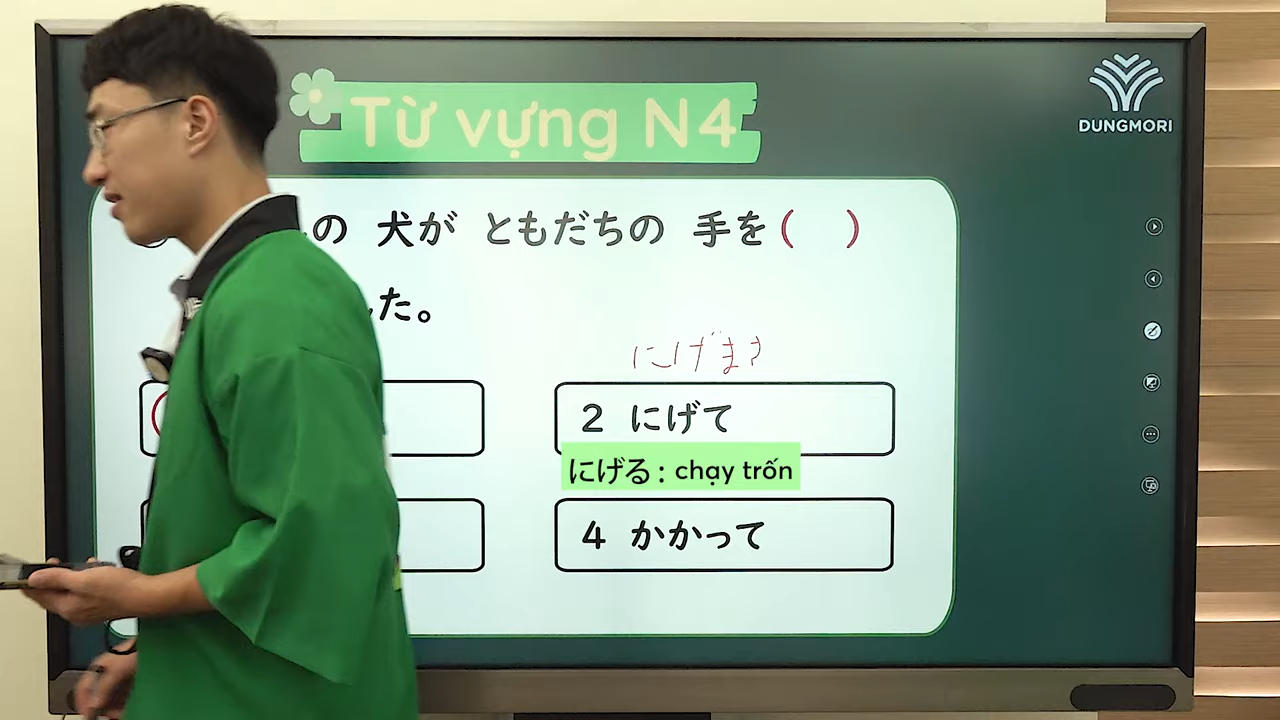 Từ vựng N4
DUNGMORI
の 犬が ともだちの 手を( )
た。
にげます
2 にげて
にげる : chạy trốn
4 かかって